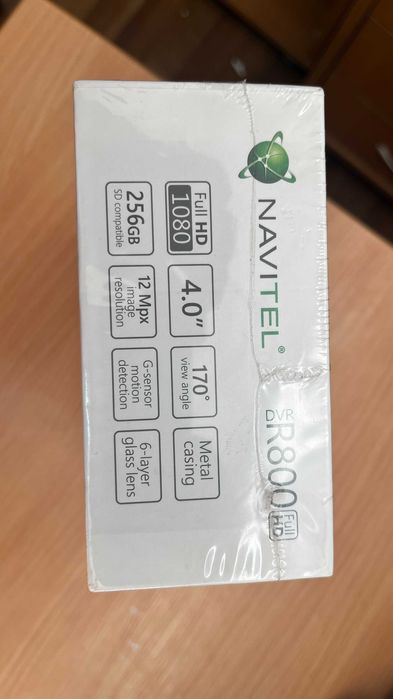 NAVITEL®
DVR R800 Full HD
Full HD
1080
4.0"
170°
view angle
Metal
casing
256GB
SD compatible
12 Mpx
image
resolution
G-sensor
motion
detection
6-layer
glass lens